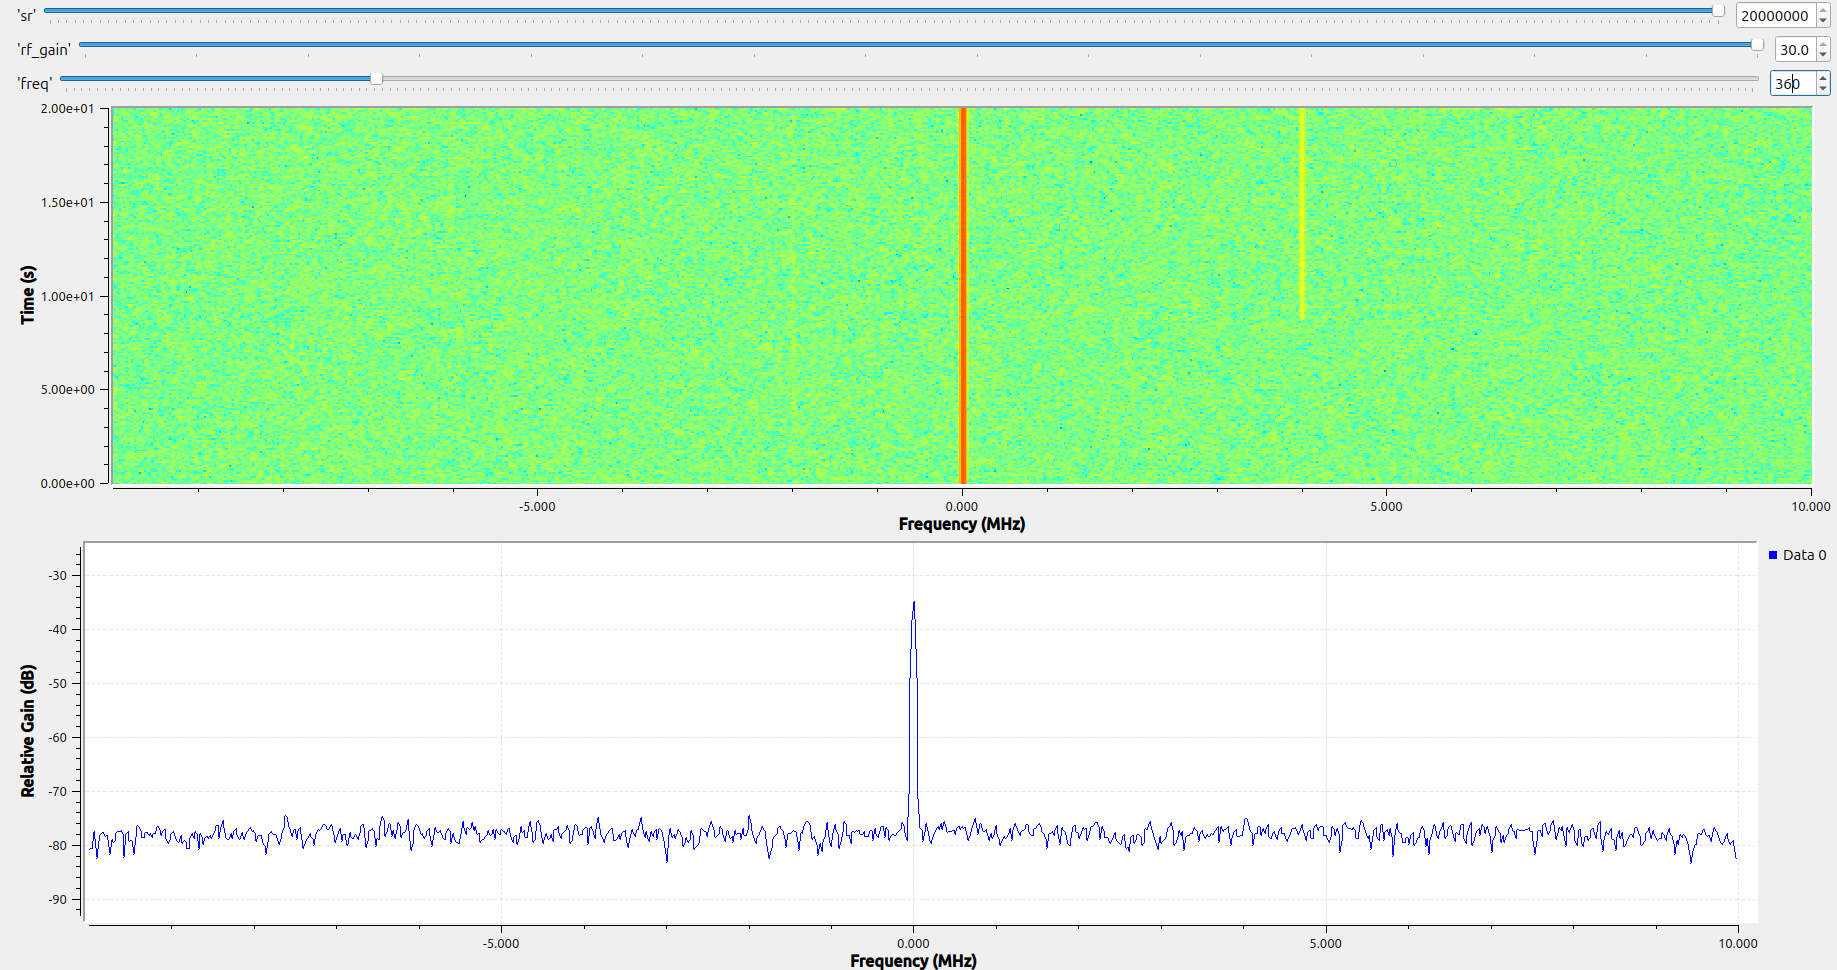 'sr' 20000000
'rf_gain' 30.0
'freq' 360
2.00e+01
1.50e+01
1.00e+01
5.00e+00
0.00e+00
Time (s)
-5.000 0.000 5.000 10.000
Frequency (MHz)
Data 0
-30
-40
-50
-60
-70
-80
-90
Relative Gain (dB)
-5.000 0.000 5.000 10.000
Frequency (MHz)